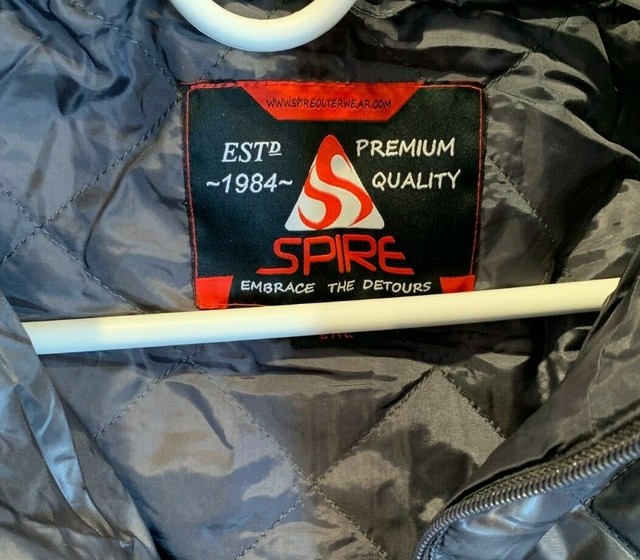 WWW.SPIREOUTERWEAR.COM
ESTD PREMIUM
~1984~ QUALITY
SPIRE
EMBRACE THE DETOURS